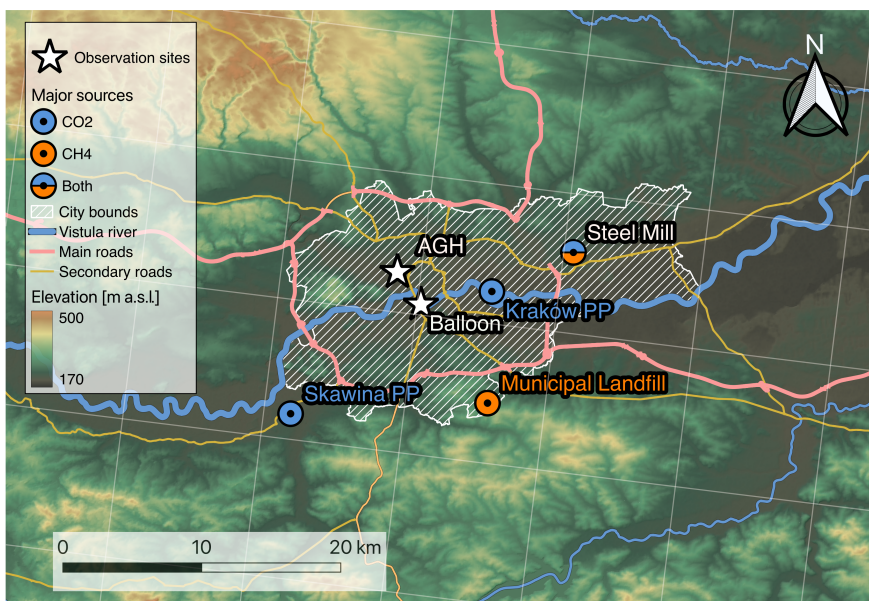 Observation sites
Major sources
CO2
CH4
Both
City bounds
Vistula river
Main roads
Secondary roads
Elevation [m a.s.l.]
500
170
N
AGH
Steel Mill
Kraków PP
Balloon
Skawina PP
Municipal Landfill
0 10 20 km